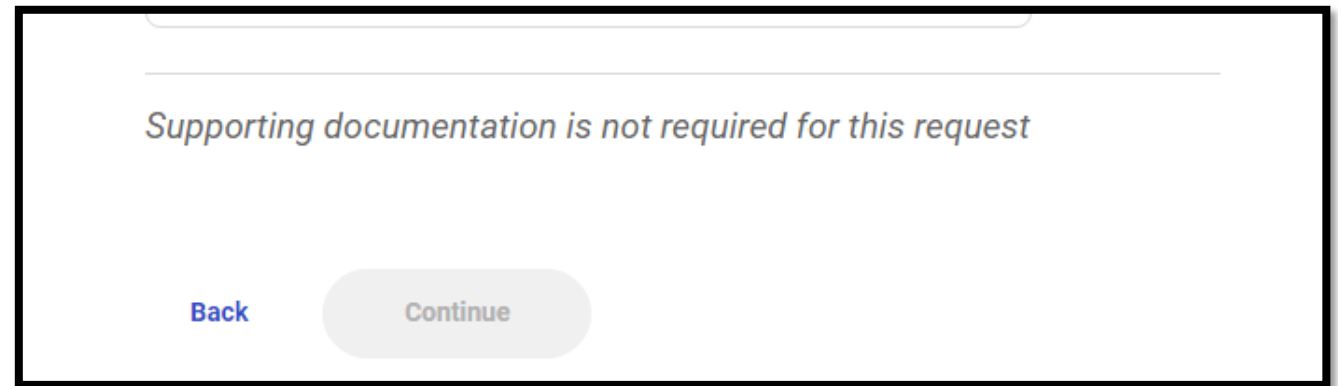 Supporting documentation is not required for this request
Back
Continue